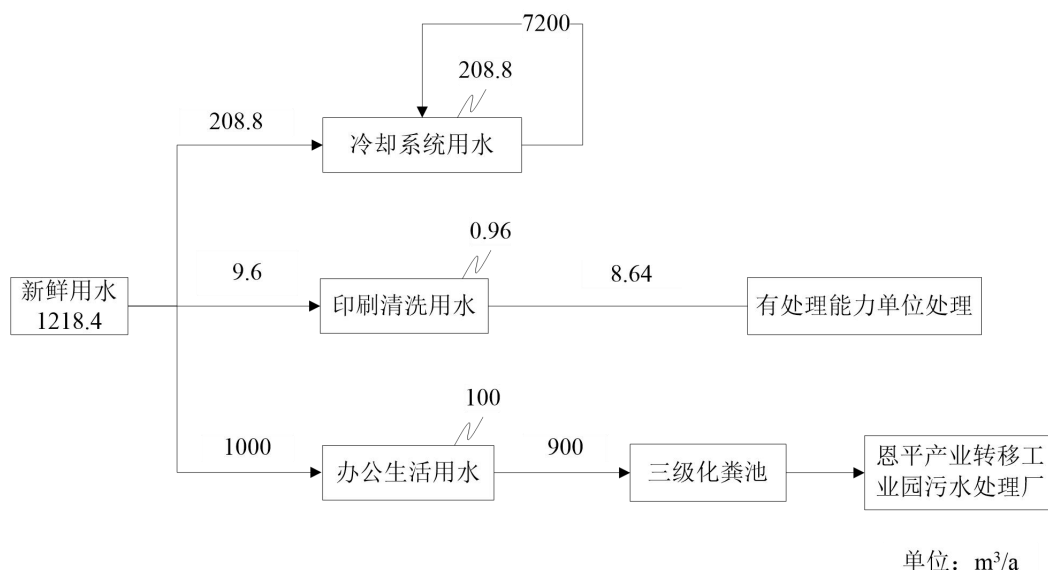 7200
208.8
208.8
冷却系统用水
0.96
9.6
8.64
新鲜用水
1218.4
印刷清洗用水
有处理能力单位处理
100
1000
900
办公生活用水
三级化粪池
恩平产业转移工
业园污水处理厂
单位：m³/a